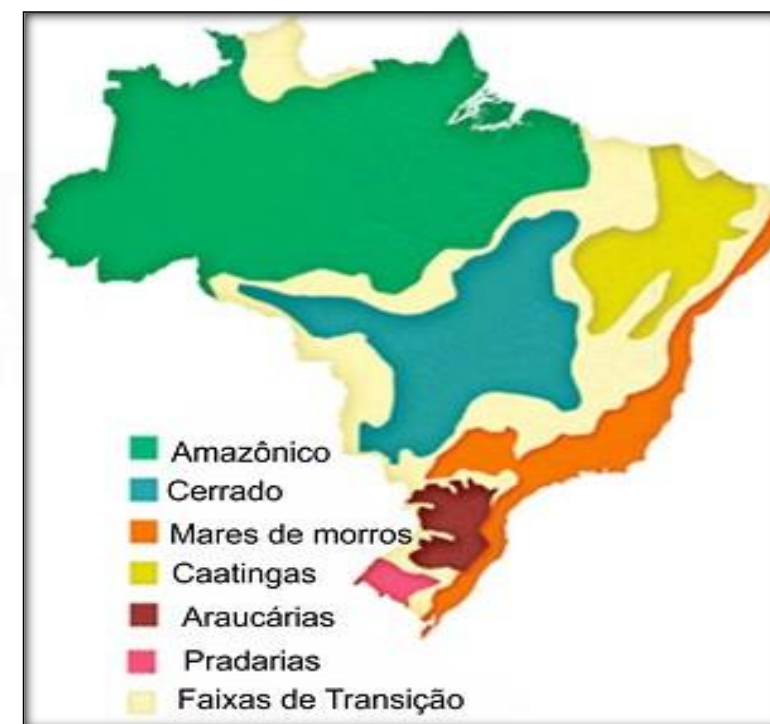 Amazônico
Cerrado
Mares de morros
Caatingas
Araucárias
Pradarias
Faixas de Transição